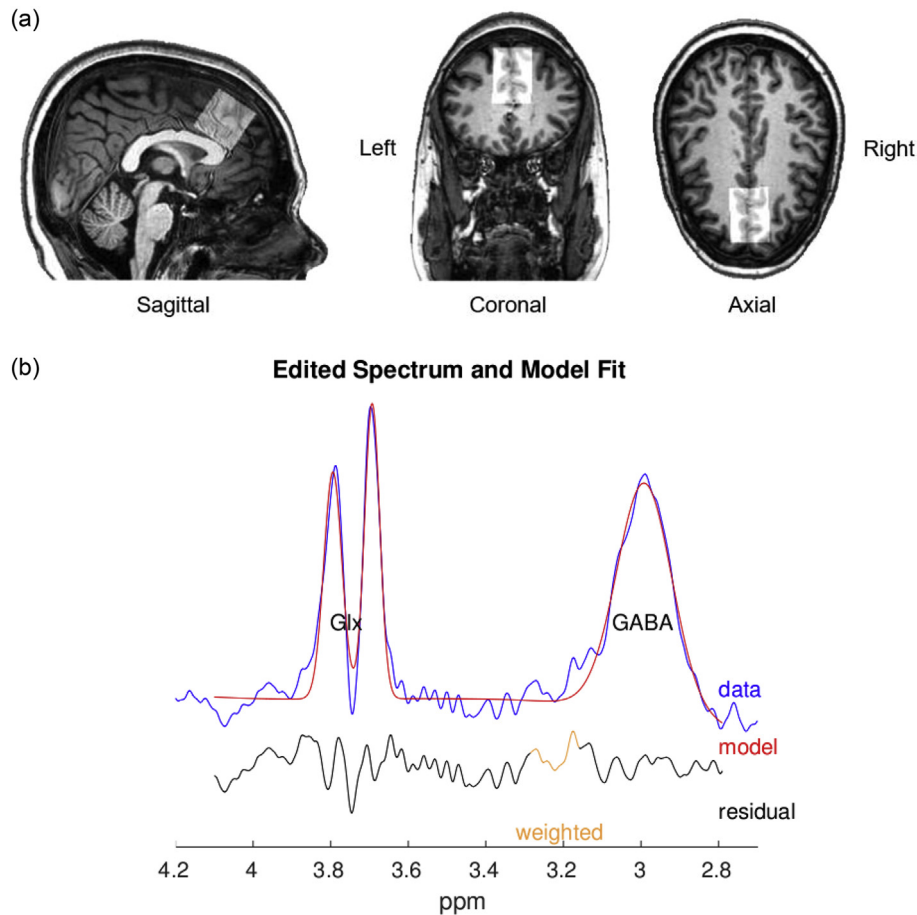 (a)
Left
Right
Sagittal
Coronal
Axial
(b)
Edited Spectrum and Model Fit
Glx
GABA
data
model
residual
weighted
4.2 4 3.8 3.6 3.4 3.2 3 2.8
ppm